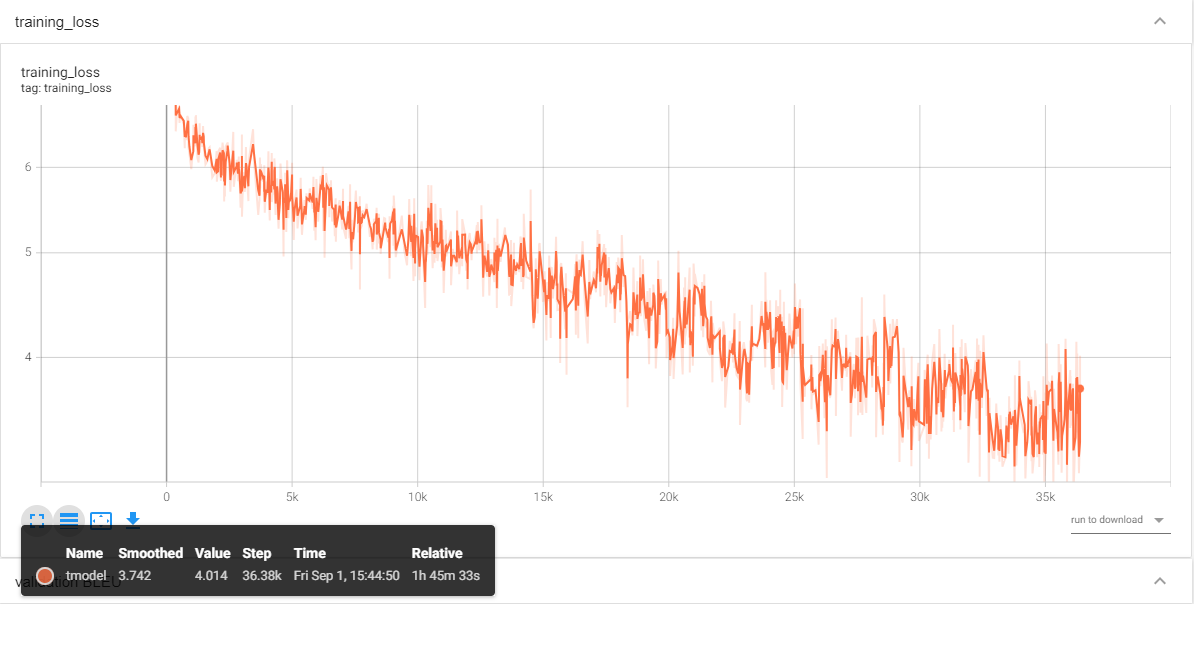 training_loss
training_loss
tag: training_loss
6
5
4
0 5k 10k 15k 20k 25k 30k 35k
run to download
Name Smoothed Value Step Time Relative
tmodel 3.742 4.014 36.38k Fri Sep 1, 15:44:50 1h 45m 33s
validation BLEU